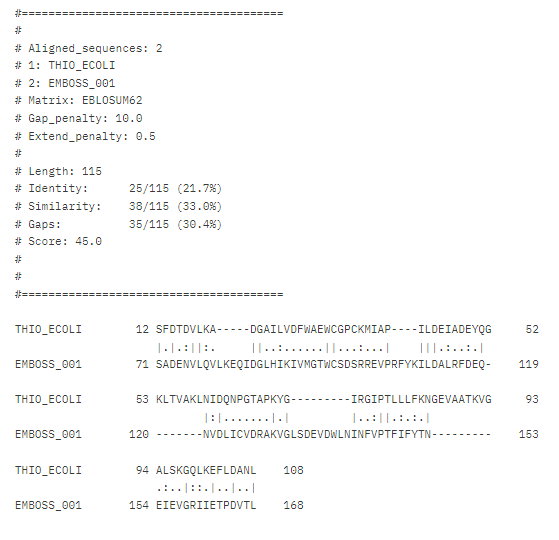 #=======================================
#
# Aligned_sequences: 2
# 1: THIO_ECOLI
# 2: EMBOSS_001
# Matrix: EBLOSUM62
# Gap_penalty: 10.0
# Extend_penalty: 0.5
#
# Length: 115
# Identity:      25/115 (21.7%)
# Similarity:    38/115 (33.0%)
# Gaps:          35/115 (30.4%)
# Score: 45.0
#
#
#=======================================
THIO_ECOLI        12 SFDTDVLKA-----DGAILVDFWAEWCGPCKMIAP----ILDEIADEYQG     52
                     |.|.:||:.     ||..:......||...:...|    |||.:..:.|
EMBOSS_001        71 SADENVLQVLKEQIDGLHIKIVMGTWCSDSRREVPRFYKILDALRFDEQ-    119
THIO_ECOLI        53 KLTVAKLNIDQNPGTAPKYG---------IRGIPTLLLFKNGEVAATKVG     93
                            |:|.......|.|         |..:||.:.:.|
EMBOSS_001       120 -------NVDLICVDRAKVGLSDEVDWLNINFVPTFIFYTN---------    153
THIO_ECOLI        94 ALSKGQLKEFLDANL    108
                     .:..|::.|..|..|
EMBOSS_001       154 EIEVGRIIETPDVTL    168